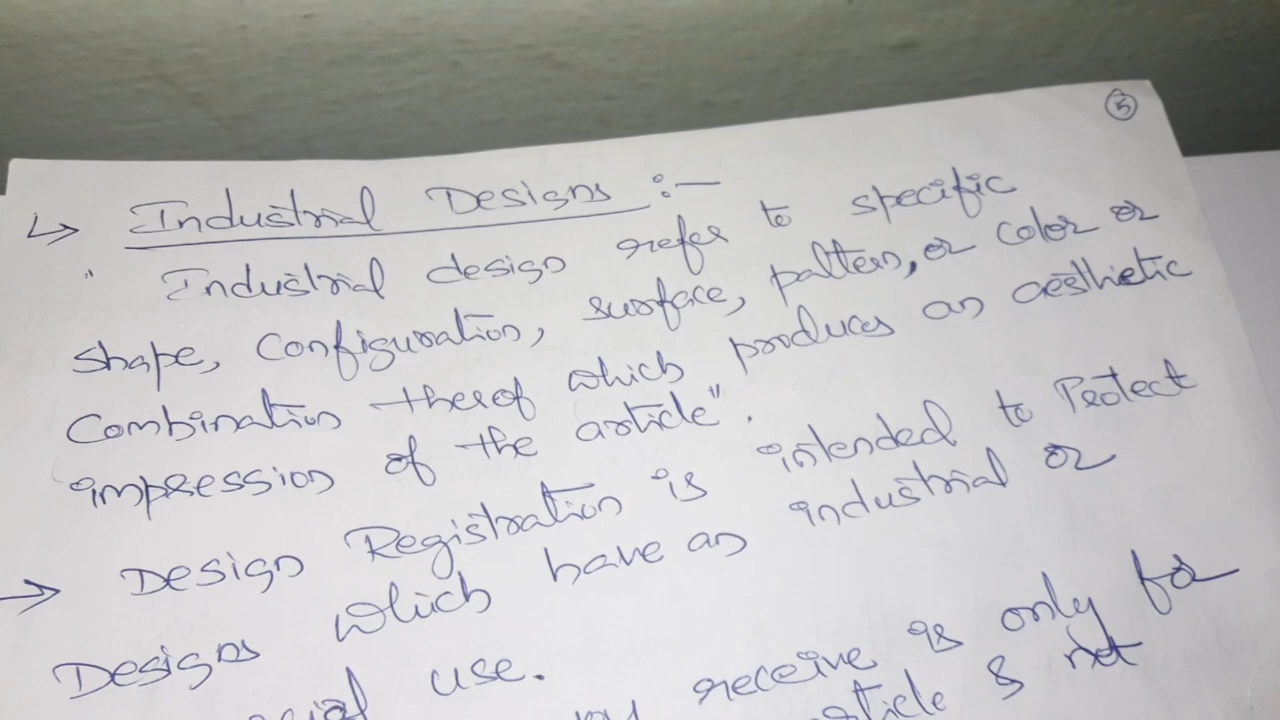 5
↳ Industrial Designs :-
" Industrial design refer to specific
shape, Configuration, surface, pattern, or color or
Combination thereof which produces an aesthetic
impression of the article".
→ Design Registration is intended to Protect
Designs which have an industrial or
use.
receive is only for
article & not